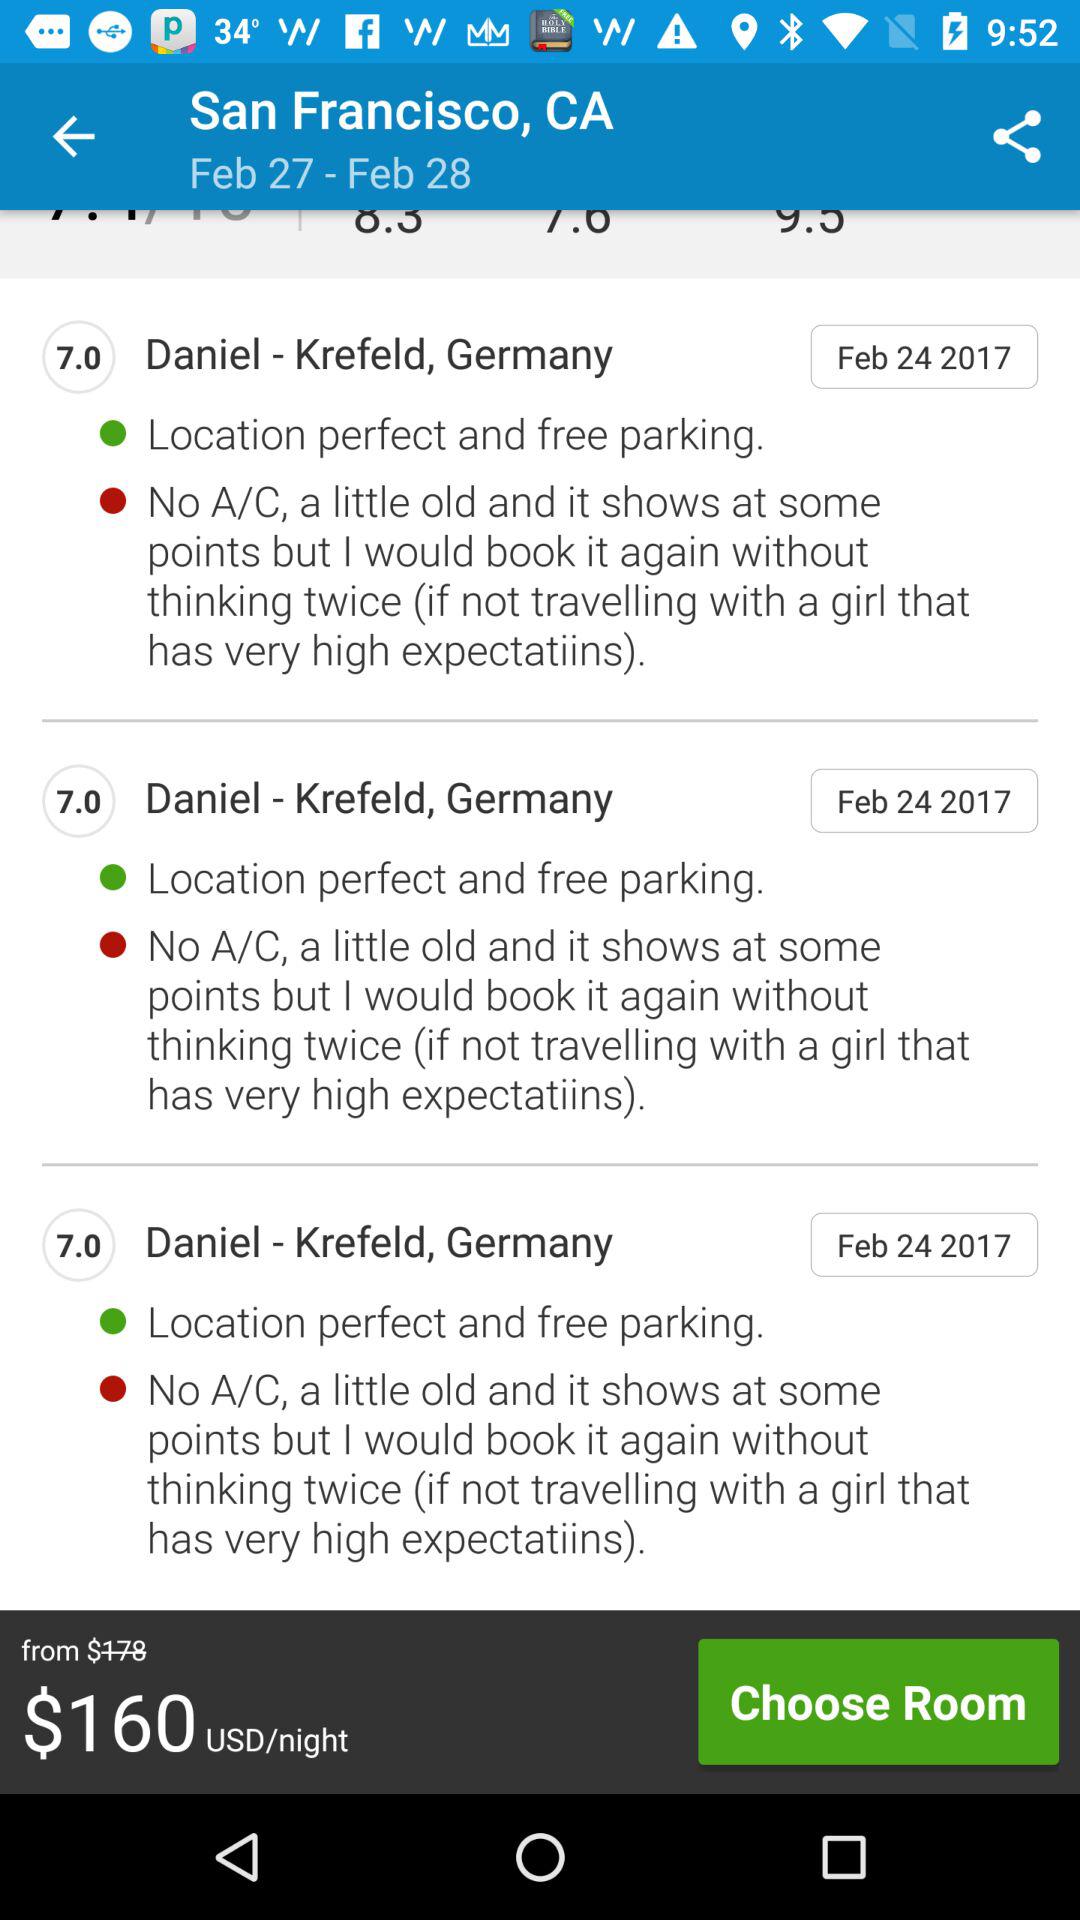 34° 9:52
San Francisco, CA
Feb 27 - Feb 28
8.3 7.6 9.5
7.0 Daniel - Krefeld, Germany Feb 24 2017
Location perfect and free parking.
No A/C, a little old and it shows at some
points but I would book it again without
thinking twice (if not travelling with a girl that
has very high expectatiins).
7.0 Daniel - Krefeld, Germany Feb 24 2017
Location perfect and free parking.
No A/C, a little old and it shows at some
points but I would book it again without
thinking twice (if not travelling with a girl that
has very high expectatiins).
7.0 Daniel - Krefeld, Germany Feb 24 2017
Location perfect and free parking.
No A/C, a little old and it shows at some
points but I would book it again without
thinking twice (if not travelling with a girl that
has very high expectatiins).
from $178
$160 USD/night
Choose Room